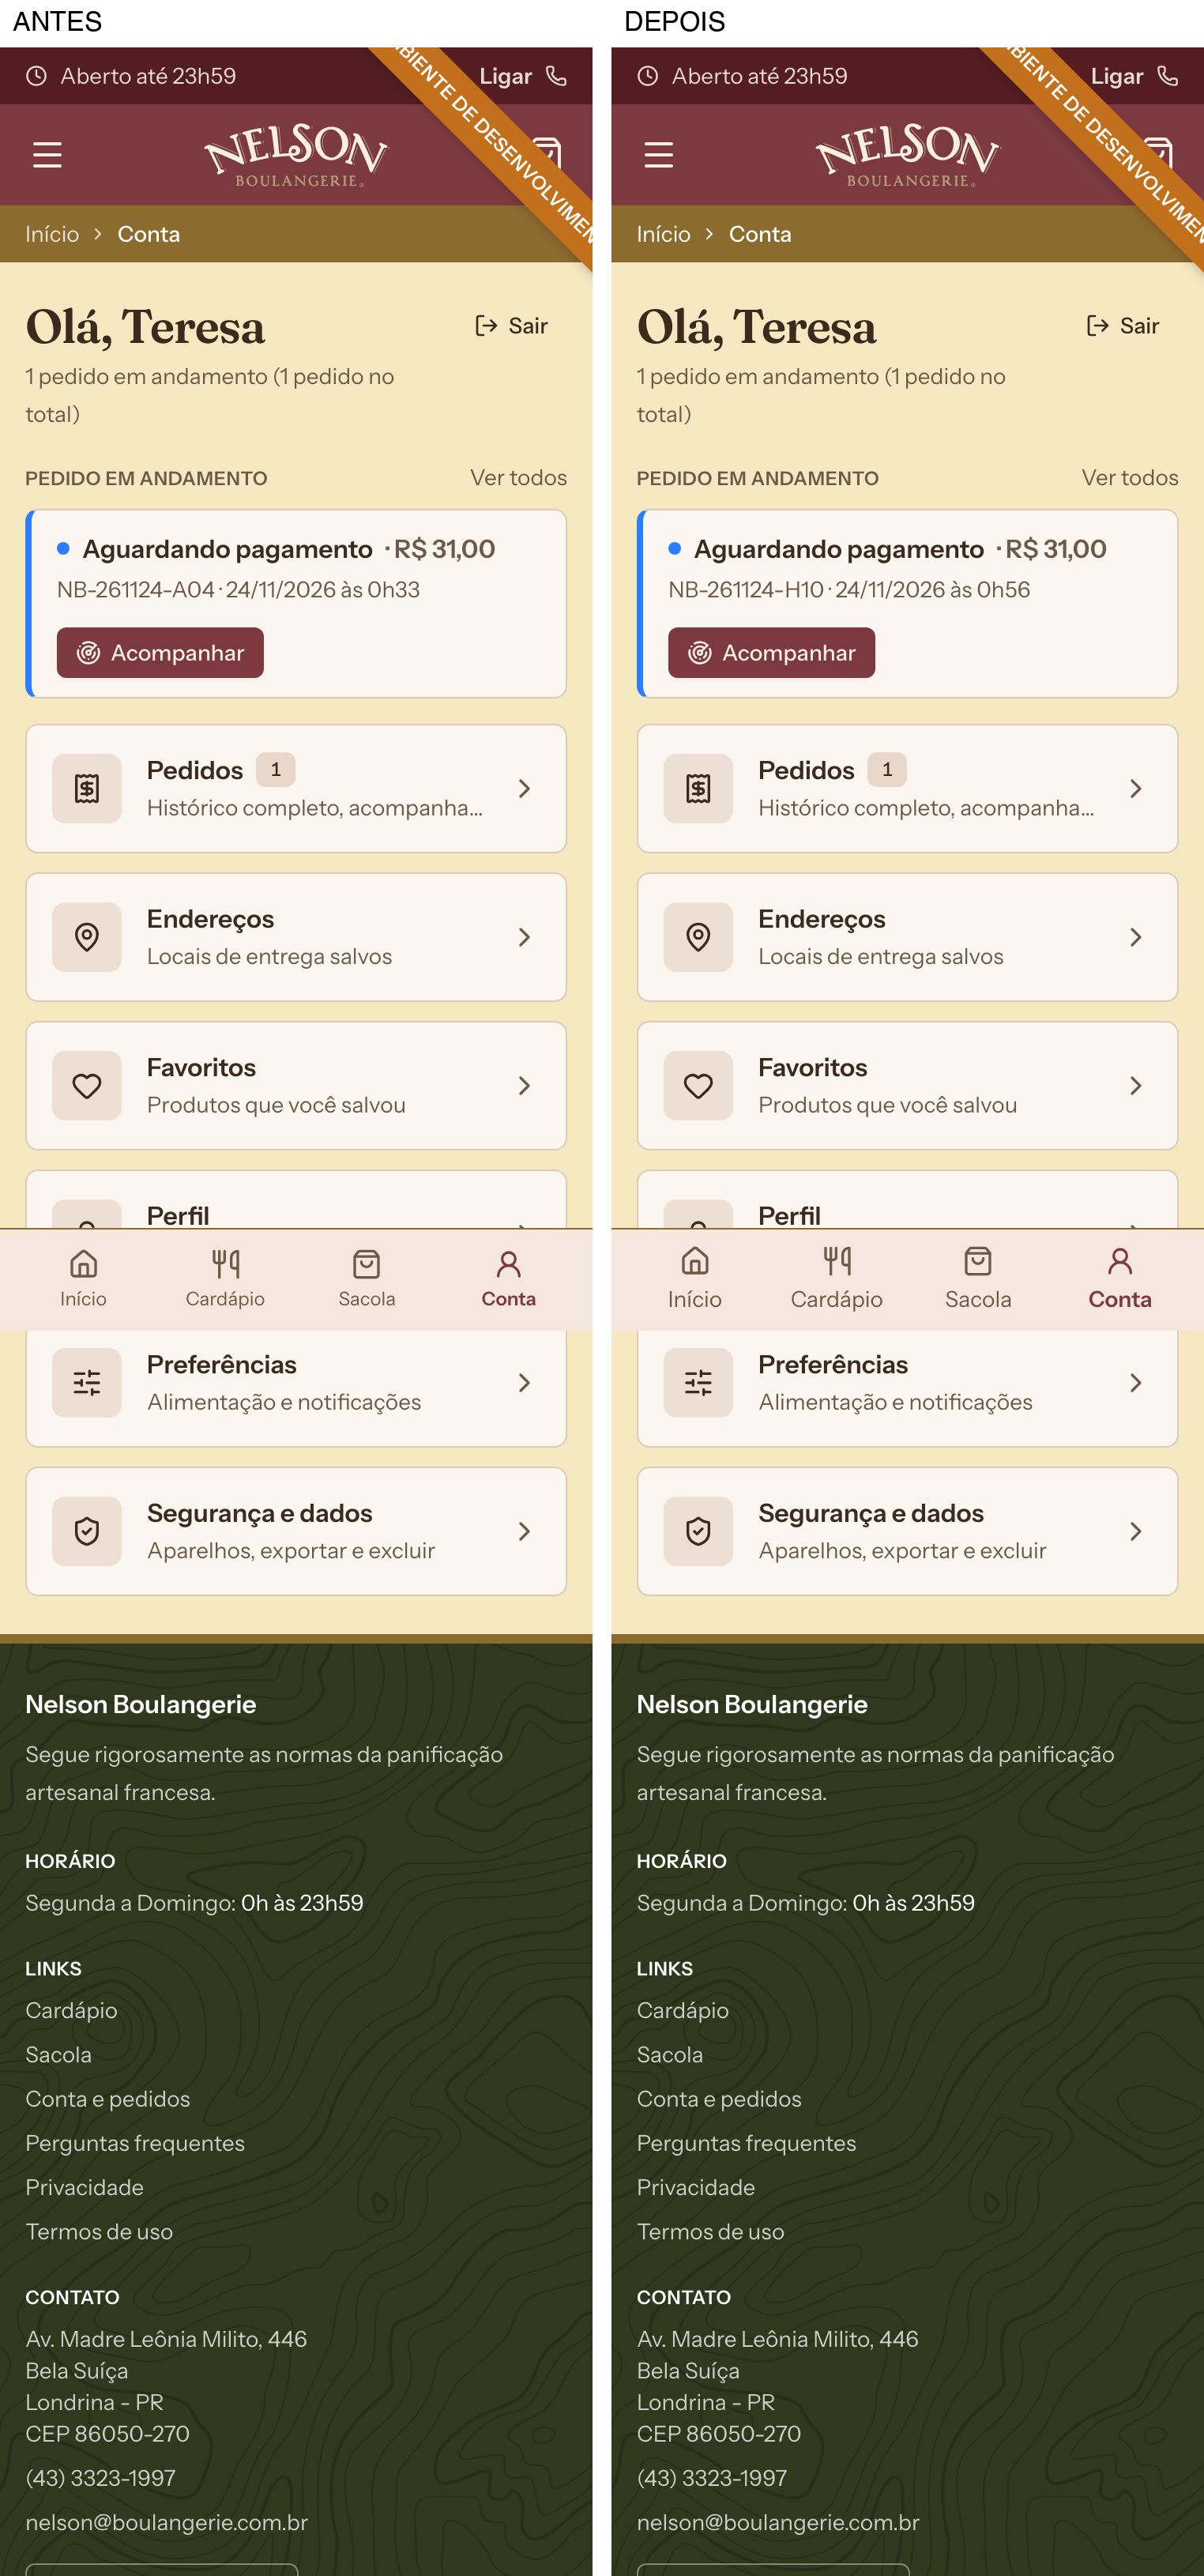 ANTES
Aberto até 23h59
Ligar
BIENTE DE DESENVOLVIMEN
NELSON
BOULANGERIE
Início
Conta
Olá, Teresa
Sair
1 pedido em andamento (1 pedido no
total)
PEDIDO EM ANDAMENTO
Ver todos
Aguardando pagamento · R$ 31,00
NB-261124-A04 · 24/11/2026 às 0h33
Acompanhar
Pedidos 1
Histórico completo, acompanha...
Endereços
Locais de entrega salvos
Favoritos
Produtos que você salvou
Perfil
Início
Cardápio
Sacola
Conta
Preferências
Alimentação e notificações
Segurança e dados
Aparelhos, exportar e excluir
Nelson Boulangerie
Segue rigorosamente as normas da panificação
artesanal francesa.
HORÁRIO
Segunda a Domingo: 0h às 23h59
LINKS
Cardápio
Sacola
Conta e pedidos
Perguntas frequentes
Privacidade
Termos de uso
CONTATO
Av. Madre Leônia Milito, 446
Bela Suíça
Londrina - PR
CEP 86050-270
(43) 3323-1997
nelson@boulangerie.com.br
DEPOIS
Aberto até 23h59
Ligar
BIENTE DE DESENVOLVIMEN
NELSON
BOULANGERIE
Início
Conta
Olá, Teresa
Sair
1 pedido em andamento (1 pedido no
total)
PEDIDO EM ANDAMENTO
Ver todos
Aguardando pagamento · R$ 31,00
NB-261124-H10 · 24/11/2026 às 0h56
Acompanhar
Pedidos 1
Histórico completo, acompanha...
Endereços
Locais de entrega salvos
Favoritos
Produtos que você salvou
Perfil
Início
Cardápio
Sacola
Conta
Preferências
Alimentação e notificações
Segurança e dados
Aparelhos, exportar e excluir
Nelson Boulangerie
Segue rigorosamente as normas da panificação
artesanal francesa.
HORÁRIO
Segunda a Domingo: 0h às 23h59
LINKS
Cardápio
Sacola
Conta e pedidos
Perguntas frequentes
Privacidade
Termos de uso
CONTATO
Av. Madre Leônia Milito, 446
Bela Suíça
Londrina - PR
CEP 86050-270
(43) 3323-1997
nelson@boulangerie.com.br